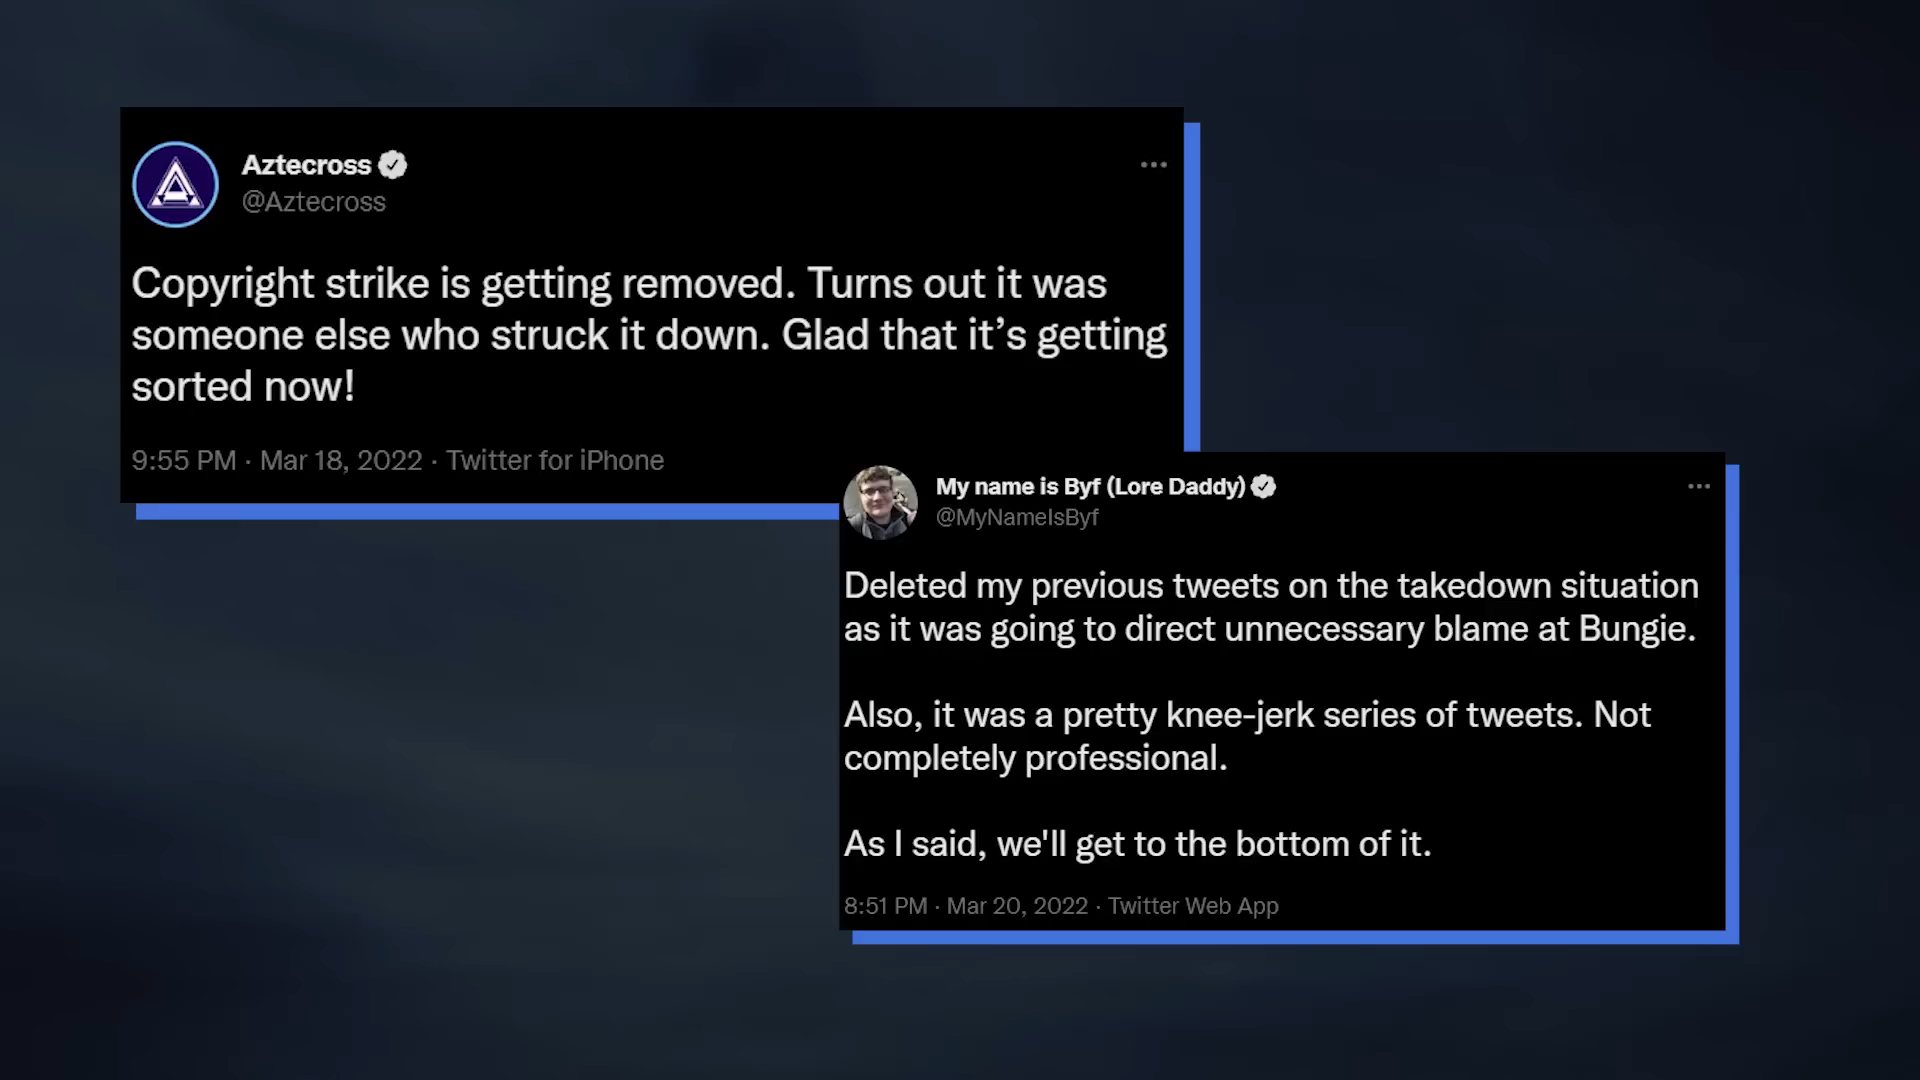 Aztecross
@Aztecross
Copyright strike is getting removed. Turns out it was
someone else who struck it down. Glad that it’s getting
sorted now!
9:55 PM · Mar 18, 2022 · Twitter for iPhone
My name is Byf (Lore Daddy)
@MyNameIsByf
Deleted my previous tweets on the takedown situation
as it was going to direct unnecessary blame at Bungie.
Also, it was a pretty knee-jerk series of tweets. Not
completely professional.
As I said, we'll get to the bottom of it.
8:51 PM · Mar 20, 2022 · Twitter Web App